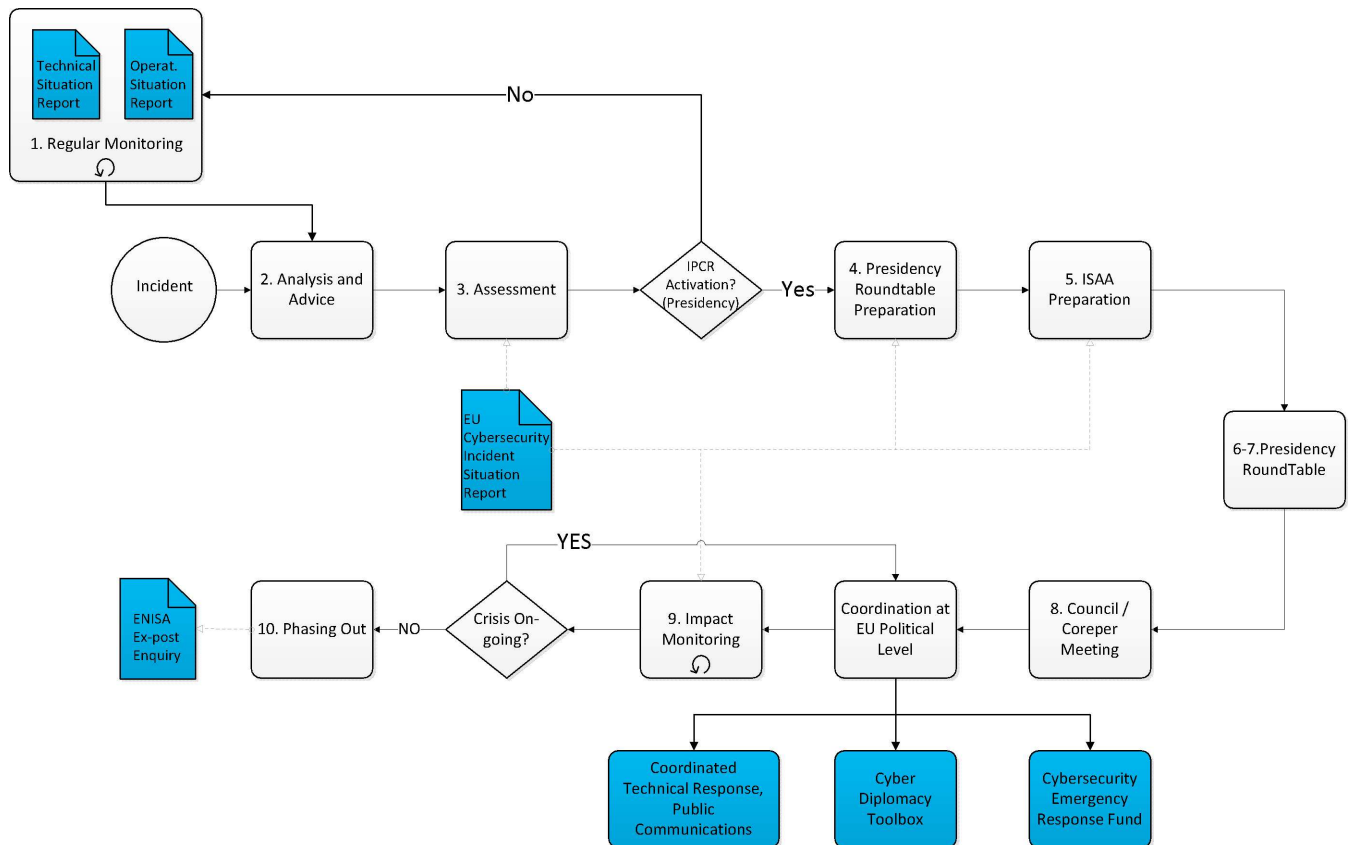 Technical
Situation
Report
Operat.
Situation
Report
1. Regular Monitoring
No
Incident
2. Analysis and
Advice
3. Assessment
IPCR
Activation?
(Presidency)
Yes
4. Presidency
Roundtable
Preparation
5. ISAA
Preparation
EU
Cybersecurity
Incident
Situation
Report
6-7.Presidency
RoundTable
YES
ENISA
Ex-post
Enquiry
10. Phasing Out
NO
Crisis On-
going?
9. Impact
Monitoring
Coordination at
EU Political
Level
8. Council /
Coreper
Meeting
Coordinated
Technical Response,
Public
Communications
Cyber
Diplomacy
Toolbox
Cybersecurity
Emergency
Response Fund